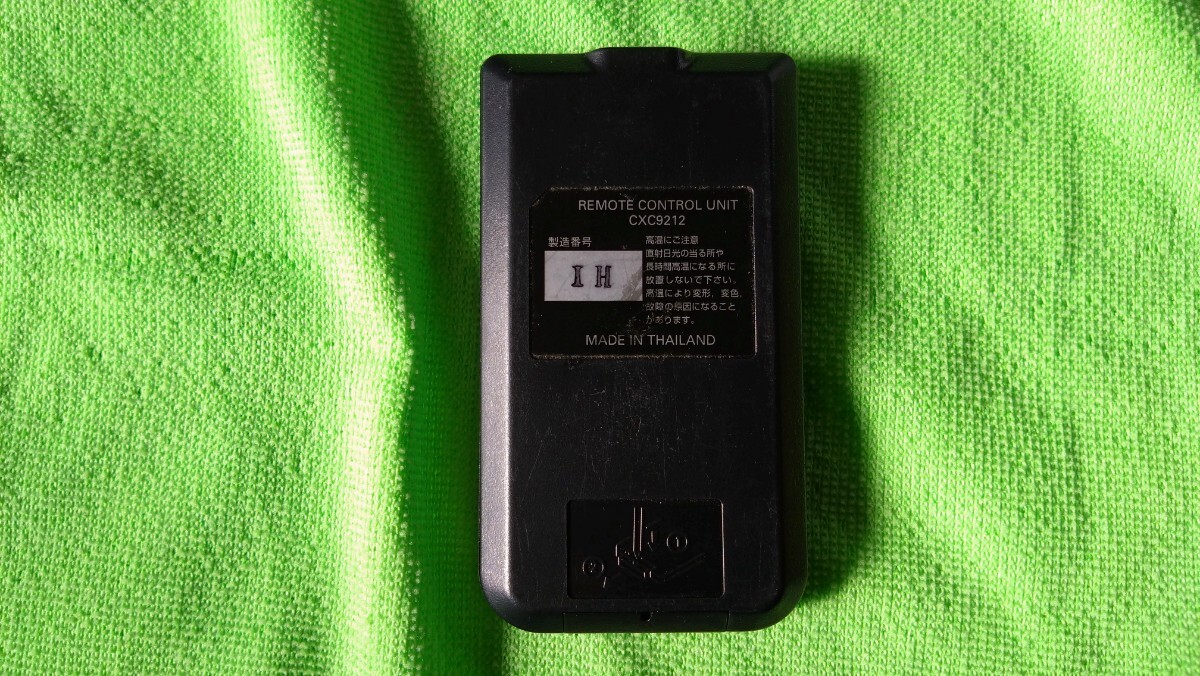 REMOTE CONTROL UNIT
CXC9212
製造番号
IH
高温にご注意
直射日光の当る所や
長時間高温になる所に
放置しないで下さい。
高温により変形、変色、
故障の原因になること
があります。
MADE IN THAILAND
1
2